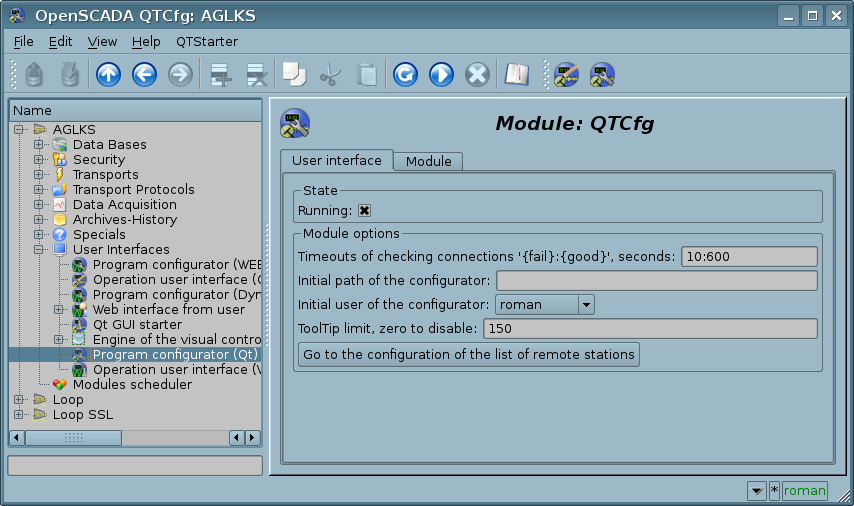 OpenSCADA QTCfg: AGLKS
File Edit View Help QTStarter
Name
AGLKS
Data Bases
Security
Transports
Transport Protocols
Data Acquisition
Archives-History
Specials
User Interfaces
Program configurator (WEB
Operation user interface (
Program configurator (Dyn
Web interface from user
Qt GUI starter
Engine of the visual contro
Program configurator (Qt)
Operation user interface (V
Modules scheduler
Loop
Loop SSL
Module: QTCfg
User interface Module
State
Running:
Module options
Timeouts of checking connections '{fail}:{good}', seconds: 10:600
Initial path of the configurator:
Initial user of the configurator: roman
ToolTip limit, zero to disable: 150
Go to the configuration of the list of remote stations
* roman